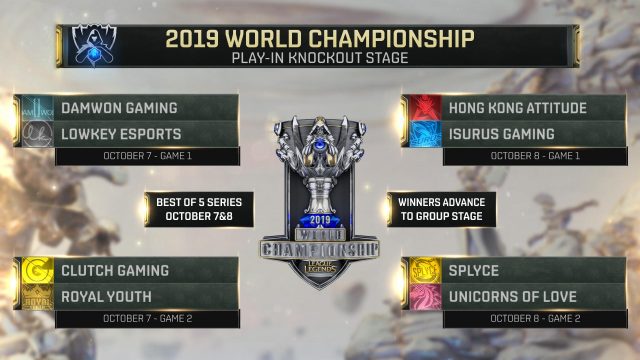 2019 WORLD CHAMPIONSHIP
PLAY-IN KNOCKOUT STAGE
DAMWON GAMING
LOWKEY ESPORTS
OCTOBER 7 - GAME 1
HONG KONG ATTITUDE
ISURUS GAMING
OCTOBER 8 - GAME 1
BEST OF 5 SERIES
OCTOBER 7&8
WINNERS ADVANCE
TO GROUP STAGE
2019
WORLD
CHAMPIONSHIP
LEAGUE OF
LEGENDS
CLUTCH GAMING
ROYAL YOUTH
OCTOBER 7 - GAME 2
SPLYCE
UNICORNS OF LOVE
OCTOBER 8 - GAME 2